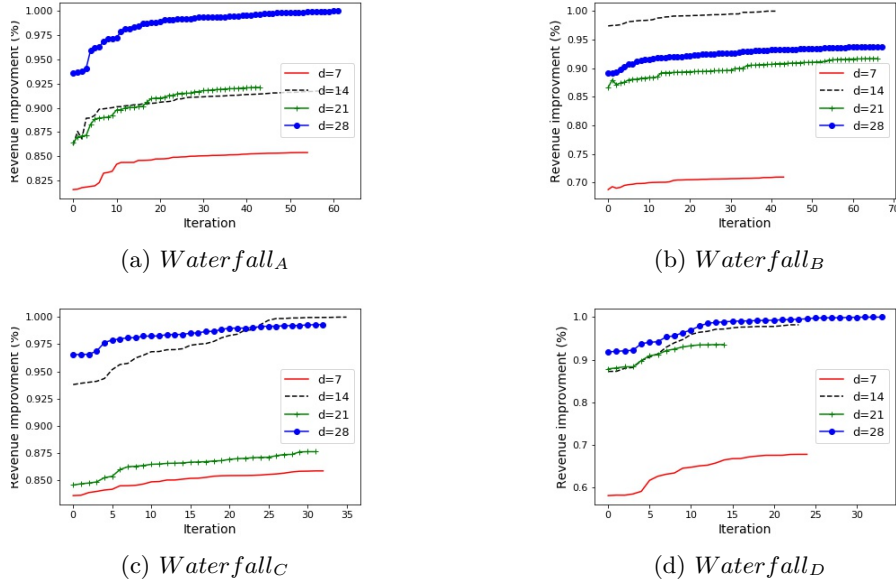 1.000
0.975
0.950
0.925
0.900
0.875
0.850
0.825
Revenue improvment (%)
d=7
d=14
d=21
d=28
0 10 20 30 40 50 60
Iteration
(a) Waterfall_A
1.00
0.95
0.90
0.85
0.80
0.75
0.70
Revenue improvment (%)
d=7
d=14
d=21
d=28
0 10 20 30 40 50 60 70
Iteration
(b) Waterfall_B
1.000
0.975
0.950
0.925
0.900
0.875
0.850
Revenue improvment (%)
d=7
d=14
d=21
d=28
0 5 10 15 20 25 30 35
Iteration
(c) Waterfall_C
1.0
0.9
0.8
0.7
0.6
Revenue improvment (%)
d=7
d=14
d=21
d=28
0 5 10 15 20 25 30
Iteration
(d) Waterfall_D